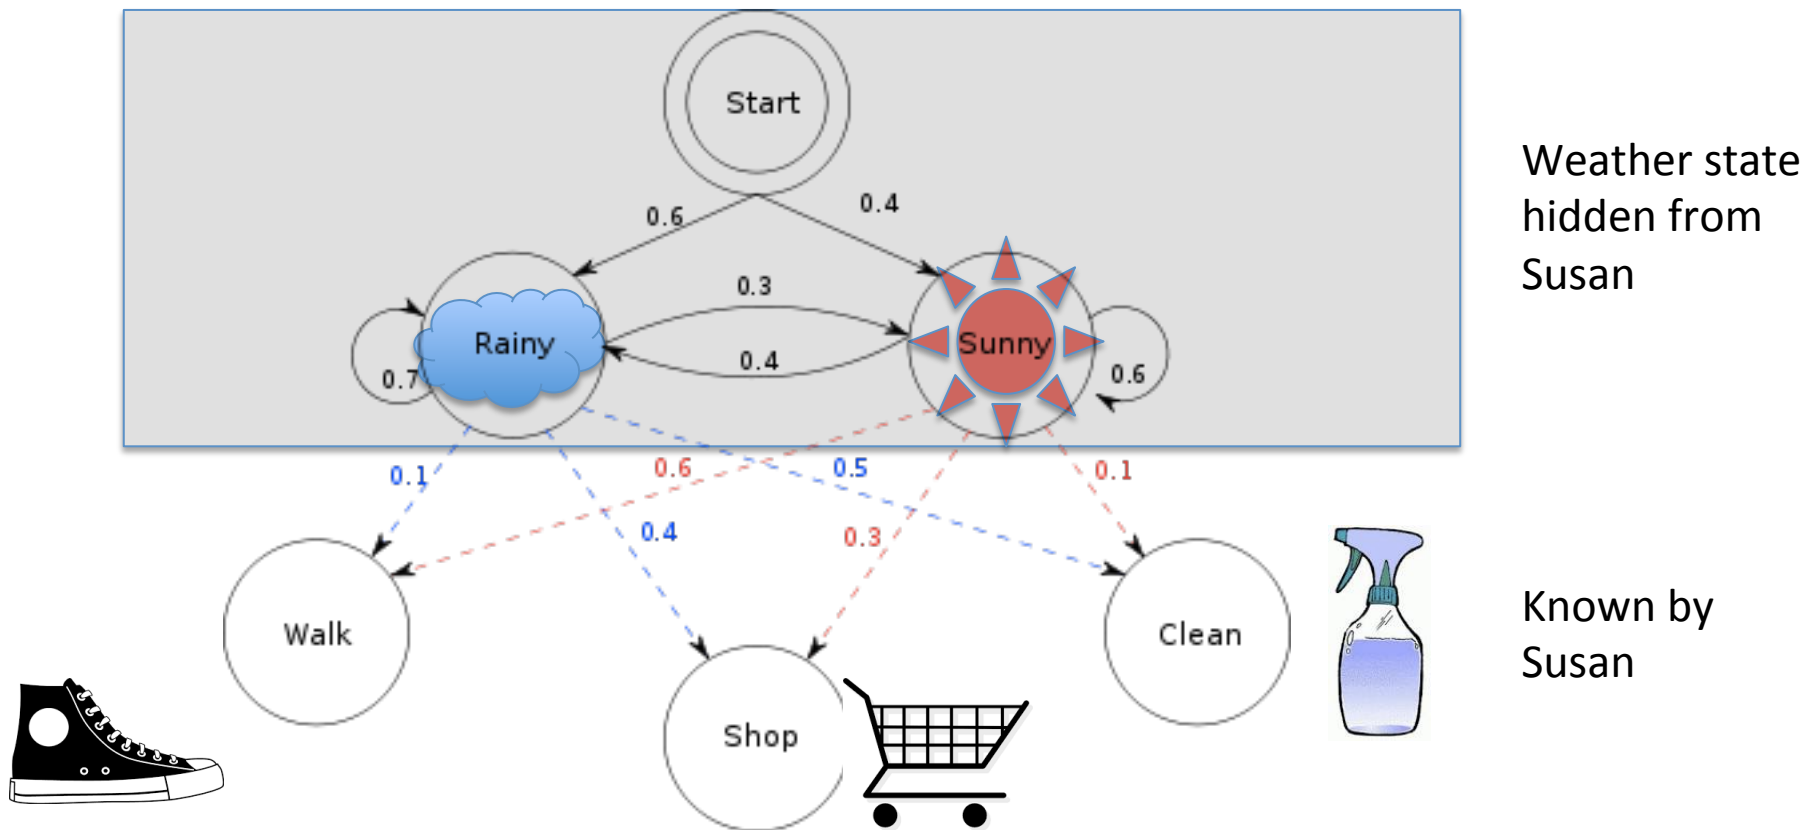 Start
0.6
0.4
Weather state
hidden from
Susan
0.3
Rainy
Sunny
0.4
0.7
0.6
0.1
0.6
0.5
0.1
0.4
0.3
Walk
Clean
Known by
Susan
Shop